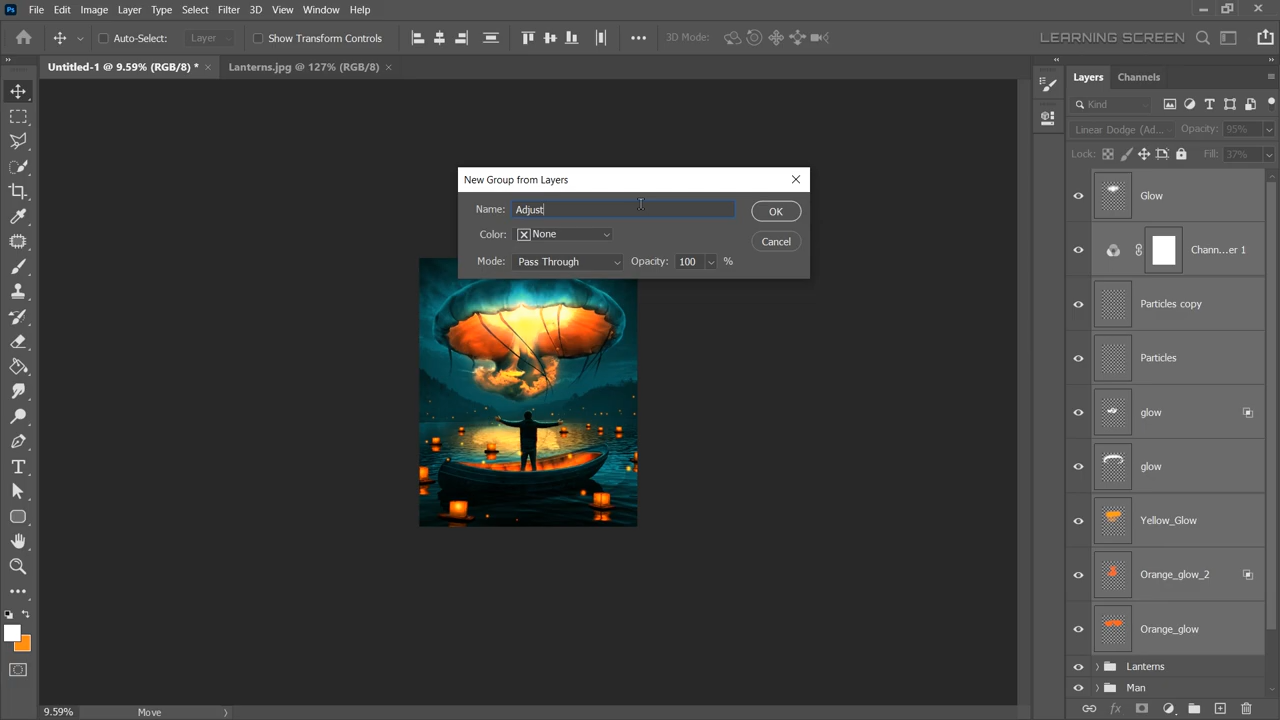 Ps File Edit Image Layer Type Select Filter 3D View Window Help
Auto-Select: Layer Show Transform Controls 3D Mode: LEARNING SCREEN
Untitled-1 @ 9.59% (RGB/8) * Lanterns.jpg @ 127% (RGB/8)
Layers Channels
Kind
Linear Dodge (Ad... Opacity: 95%
Lock: Fill: 37%
New Group from Layers
Name: Adjust OK
Color: None Cancel
Mode: Pass Through Opacity: 100 %
Glow
Chann...er 1
Particles copy
Particles
glow
glow
Yellow_Glow
Orange_glow_2
Orange_glow
Lanterns
Man
9.59% Move